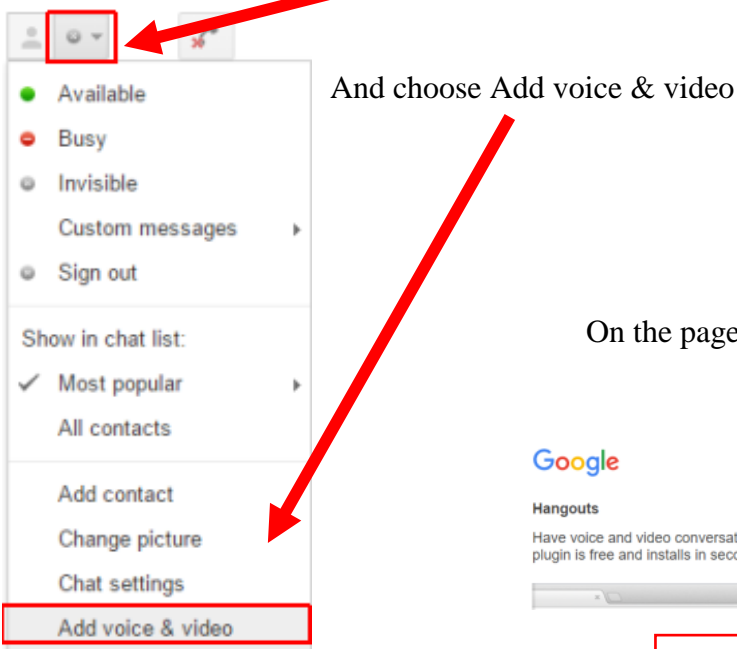 And choose Add voice & video
Available
Busy
Invisible
Custom messages
Sign out
Show in chat list:
Most popular
All contacts
Add contact
Change picture
Chat settings
Add voice & video
On the page
Google
Hangouts
Have voice and video
plugin is free and installs in